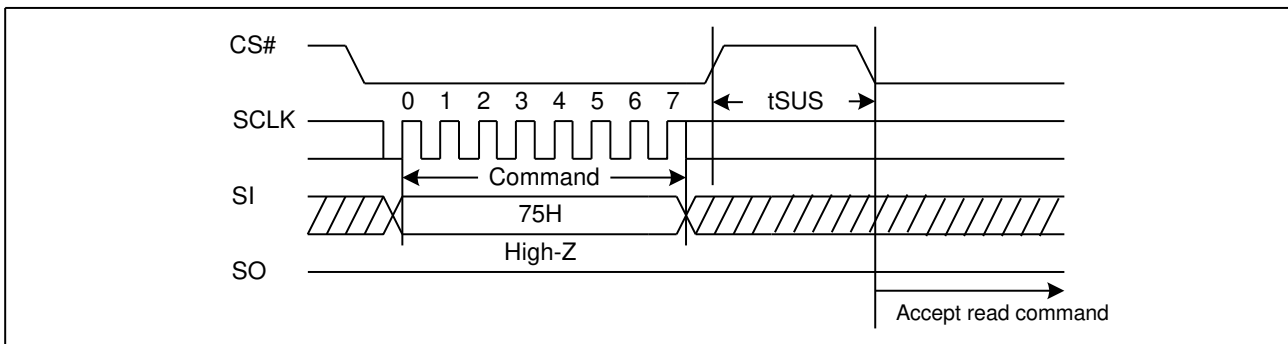 CS#
0 1 2 3 4 5 6 7
tSUS
SCLK
Command
SI
75H
High-Z
SO
Accept read command